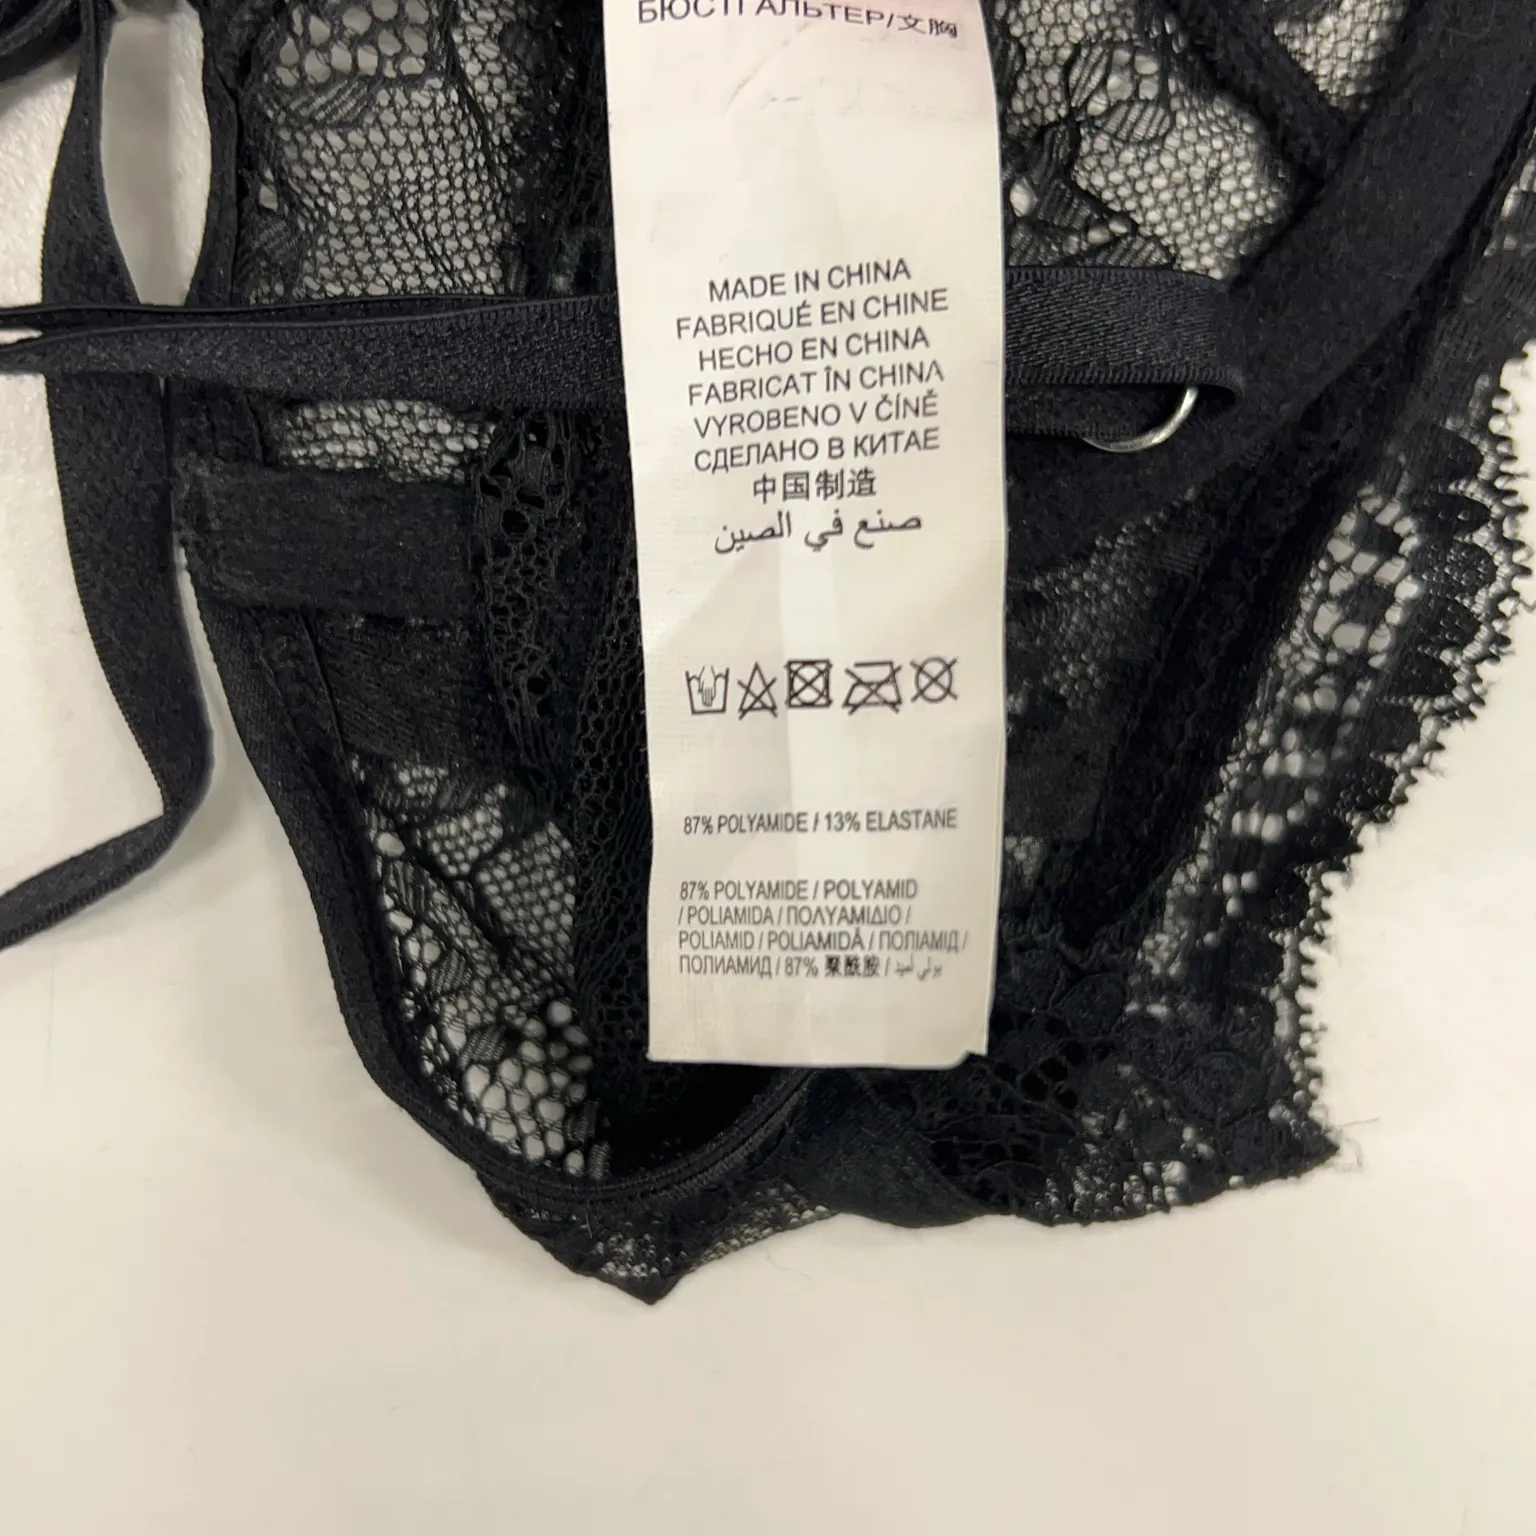 БЮСТГАЛЬТЕР/文胸
MADE IN CHINA
FABRIQUÉ EN CHINE
HECHO EN CHINA
FABRICAT ÎN CHINA
VYROBENO V ČÍNĚ
СДЕЛАНО В КИТАЕ
中国制造
صنع في الصين
87% POLYAMIDE / 13% ELASTANE
87% POLYAMIDE / POLYAMID
/ POLIAMIDA / ΠΟΛΥΑΜΙΔΙΟ /
POLIAMID / POLIAMIDĂ / ПОЛІАМІД /
ПОЛИАМИД / 87% 聚酰胺 / بولي أميد